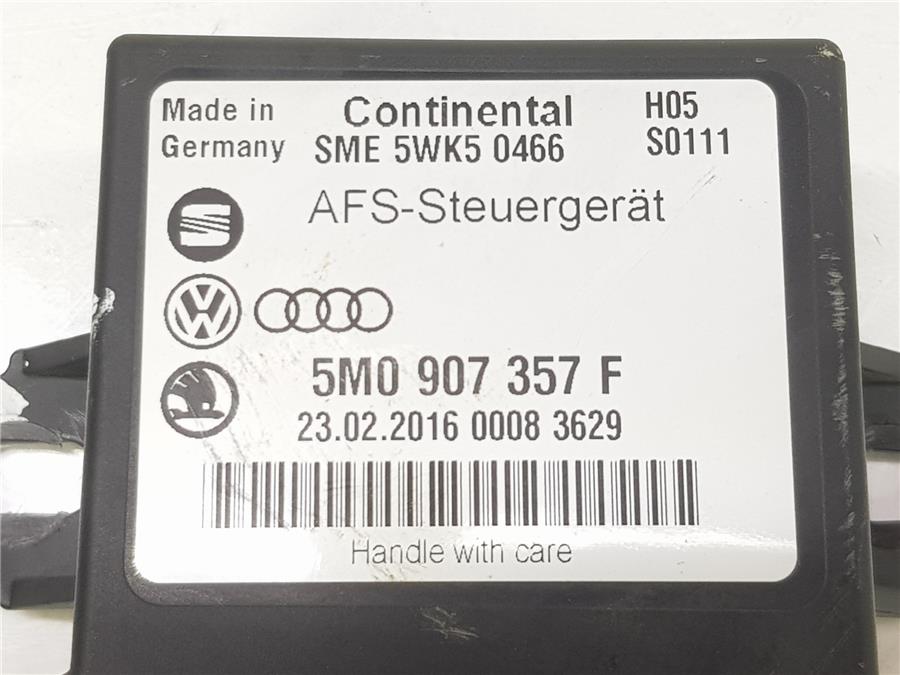 Made in Germany
Continental
SME 5WK5 0466
H05
S0111
AFS-Steuergerät
5M0 907 357 F
23.02.2016 0008 3629
Handle with care